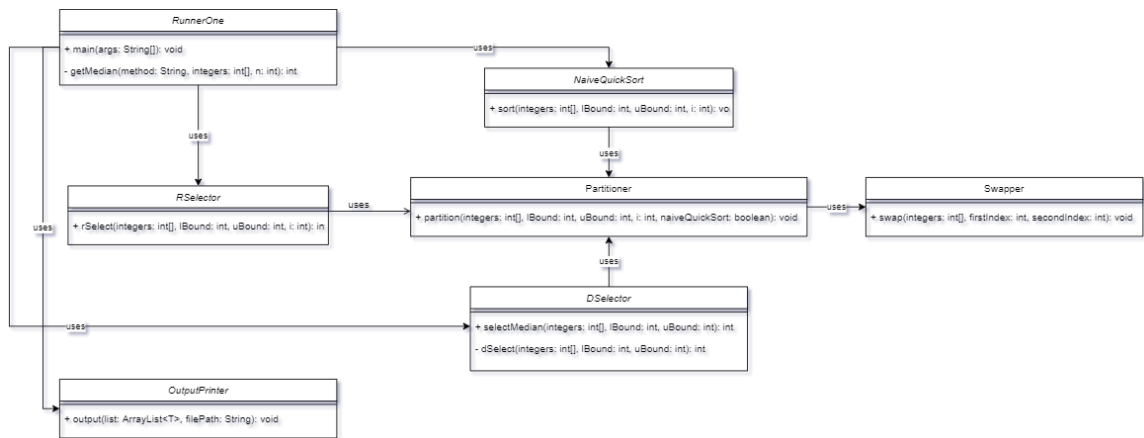 RunnerOne
+ main(args: String[]): void
- getMedian(method: String, integers: int[], n: int): int
uses
NaiveQuickSort
+ sort(integers: int[], lBound: int, uBound: int, i: int): vo
uses
uses
RSelector
+ rSelect(integers: int[], lBound: int, uBound: int, i: int): in
uses
Partitioner
+ partition(integers: int[], lBound: int, uBound: int, i: int, naiveQuickSort: boolean): void
uses
Swapper
+ swap(integers: int[], firstIndex: int, secondIndex: int): void
uses
uses
DSelector
+ selectMedian(integers: int[], lBound: int, uBound: int): int
- dSelect(integers: int[], lBound: int, uBound: int): int
uses
OutputPrinter
+ output(list: ArrayList<T>, filePath: String): void